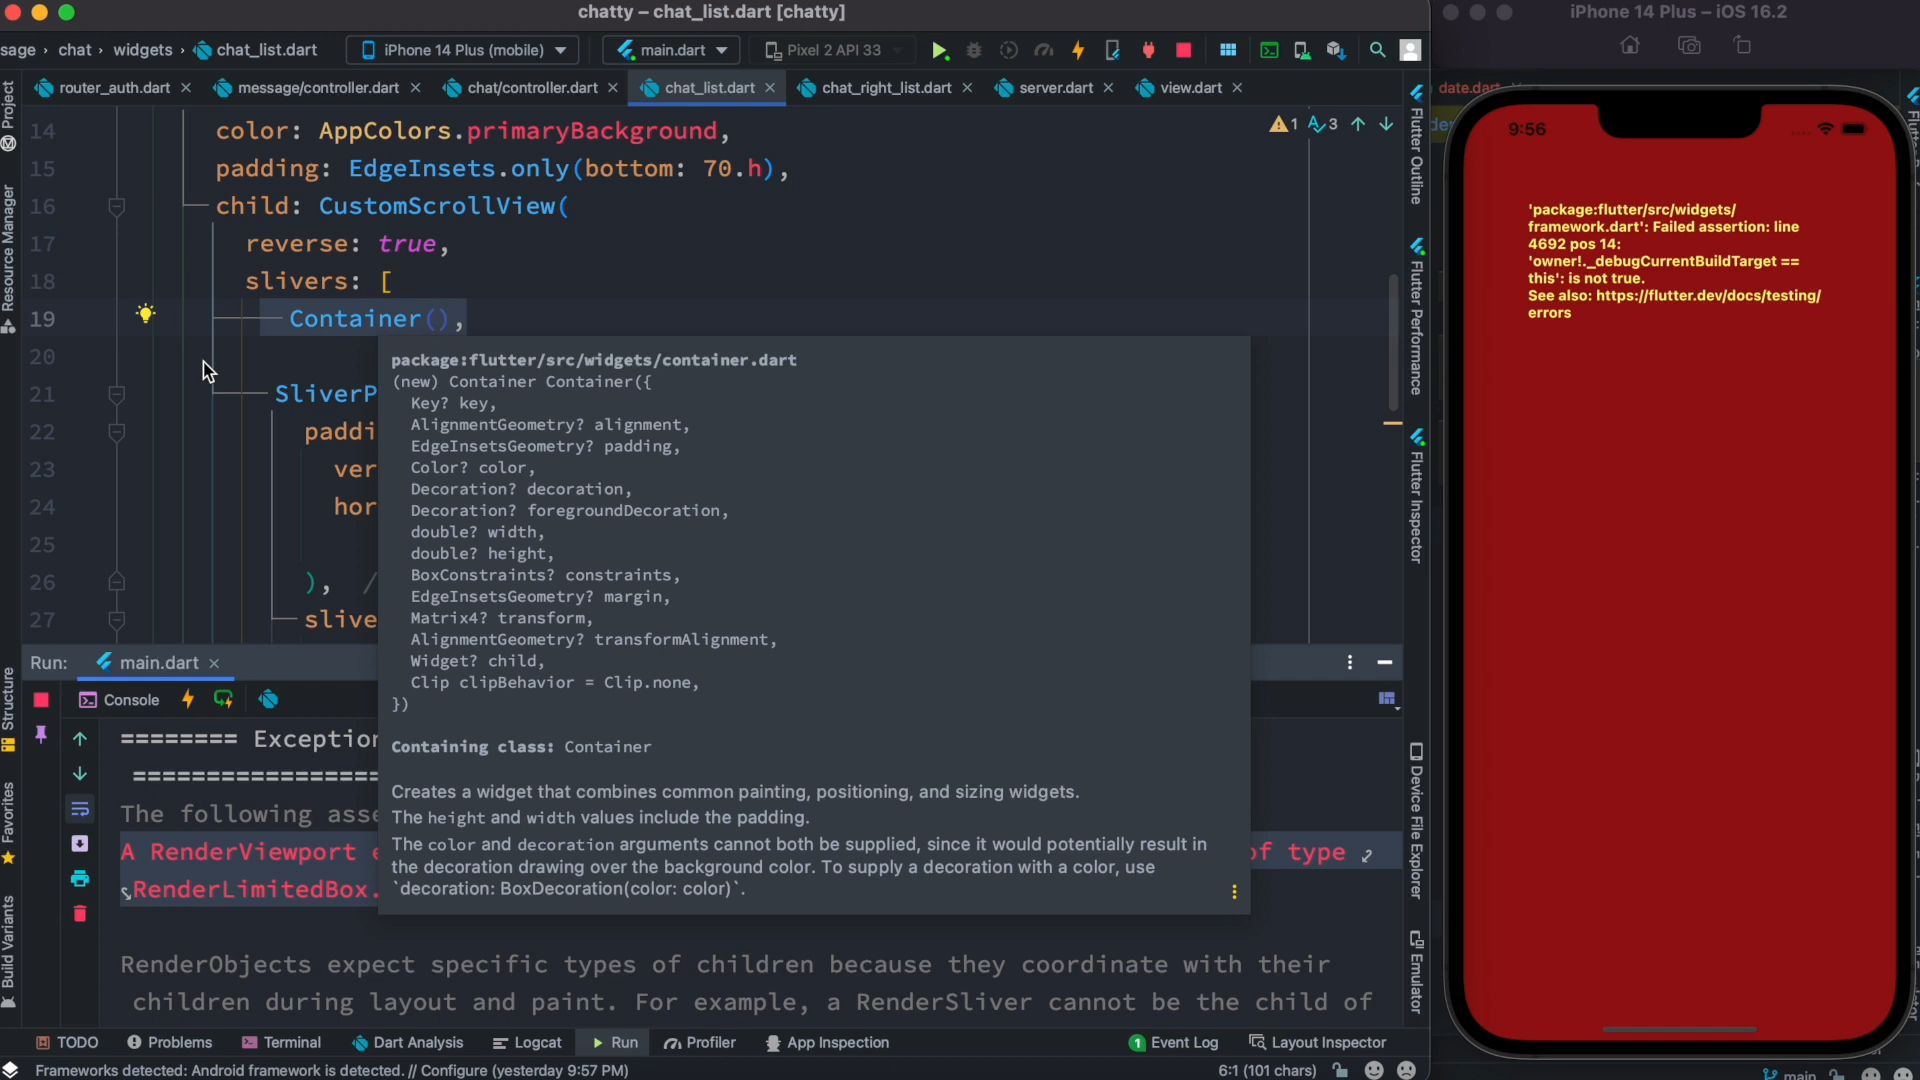 chatty – chat_list.dart [chatty]
iPhone 14 Plus – iOS 16.2
sage › chat › widgets › chat_list.dart
iPhone 14 Plus (mobile)
main.dart
Pixel 2 API 33
router_auth.dart
message/controller.dart
chat/controller.dart
chat_list.dart
chat_right_list.dart
server.dart
view.dart
date.dart
14 color: AppColors.primaryBackground,
15 padding: EdgeInsets.only(bottom: 70.h),
16 child: CustomScrollView(
17 reverse: true,
18 slivers: [
19 Container(),
20
21 SliverP
22 paddi
23 ver
24 hor
25
26 ), /
27 slive
1 3
package:flutter/src/widgets/container.dart
(new) Container Container({
Key? key,
AlignmentGeometry? alignment,
EdgeInsetsGeometry? padding,
Color? color,
Decoration? decoration,
Decoration? foregroundDecoration,
double? width,
double? height,
BoxConstraints? constraints,
EdgeInsetsGeometry? margin,
Matrix4? transform,
AlignmentGeometry? transformAlignment,
Widget? child,
Clip clipBehavior = Clip.none,
})
Containing class: Container
Creates a widget that combines common painting, positioning, and sizing widgets.
The height and width values include the padding.
The color and decoration arguments cannot both be supplied, since it would potentially result in
the decoration drawing over the background color. To supply a decoration with a color, use
`decoration: BoxDecoration(color: color)`.
Project
Resource Manager
Structure
Favorites
Build Variants
Flutter Outline
Flutter Performance
Flutter Inspector
Device File Explorer
Emulator
Run: main.dart
Console
======== Exception
=================
The following asse
A RenderViewport e
of type
RenderLimitedBox.
RenderObjects expect specific types of children because they coordinate with their
children during layout and paint. For example, a RenderSliver cannot be the child of
TODO
Problems
Terminal
Dart Analysis
Logcat
Run
Profiler
App Inspection
1 Event Log
Layout Inspector
Frameworks detected: Android framework is detected. // Configure (yesterday 9:57 PM)
6:1 (101 chars)
main
9:56
'package:flutter/src/widgets/
framework.dart': Failed assertion: line
4692 pos 14:
'owner!._debugCurrentBuildTarget ==
this': is not true.
See also: https://flutter.dev/docs/testing/
errors